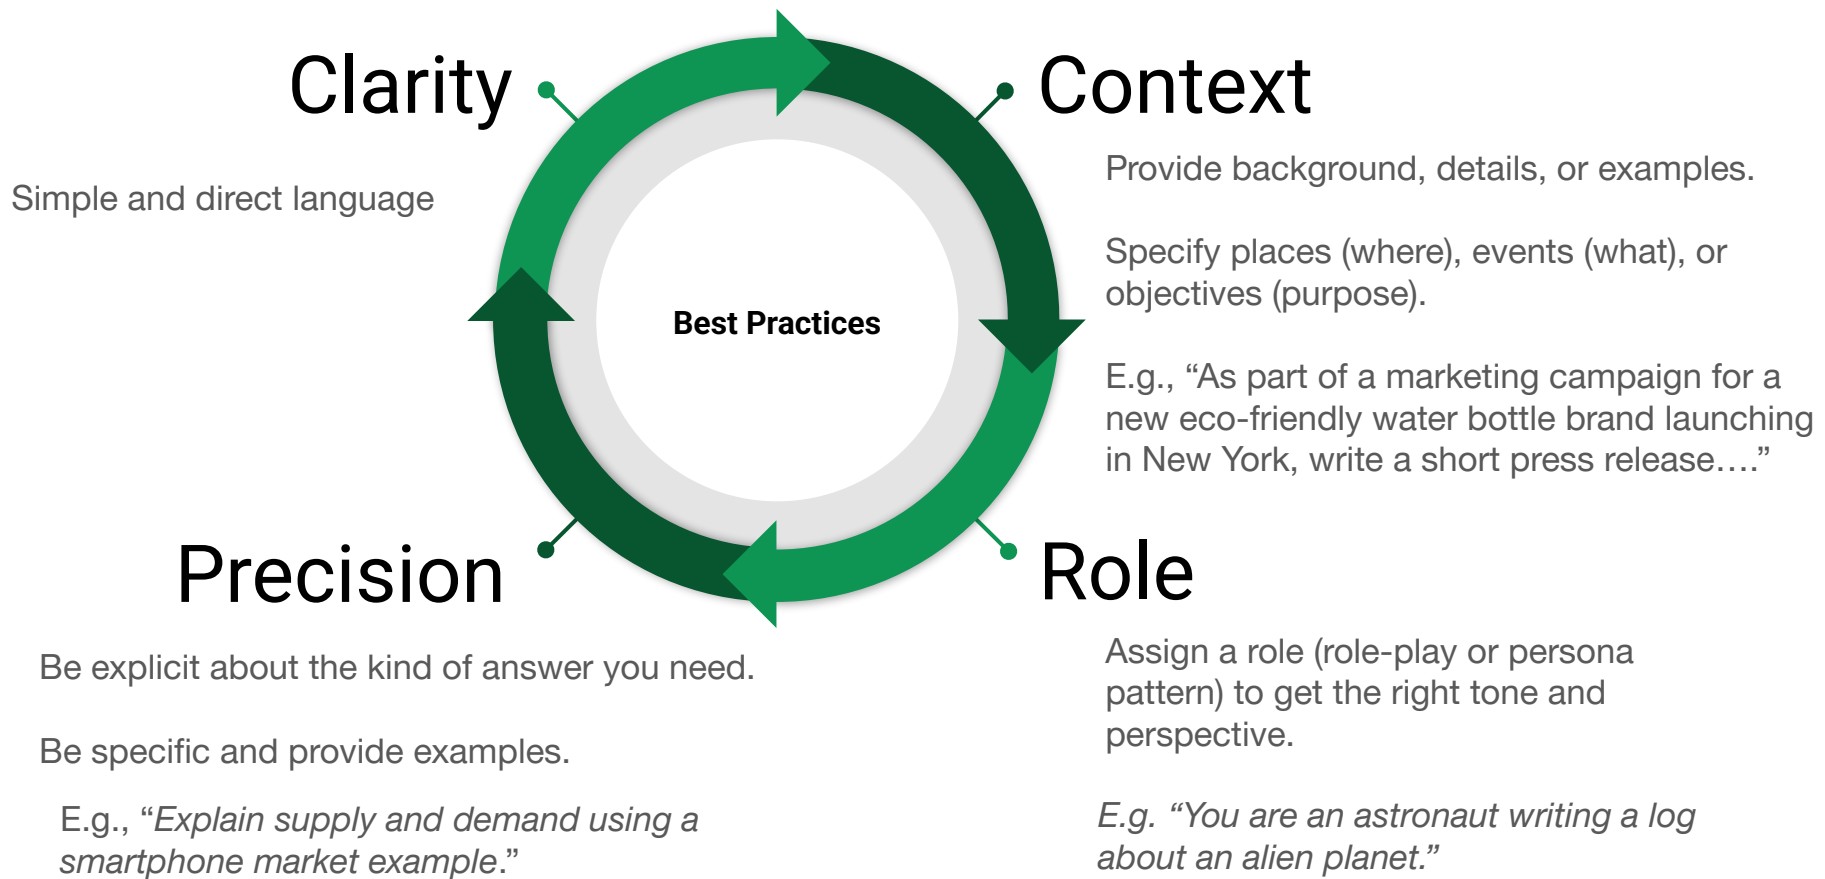 Clarity
Simple and direct language
Context
Provide background, details, or examples.
Specify places (where), events (what), or
objectives (purpose).
E.g., “As part of a marketing campaign for a
new eco-friendly water bottle brand launching
in New York, write a short press release….”
Best Practices
Precision
Be explicit about the kind of answer you need.
Be specific and provide examples.
E.g., “Explain supply and demand using a
smartphone market example.”
Role
Assign a role (role-play or persona
pattern) to get the right tone and
perspective.
E.g. “You are an astronaut writing a log
about an alien planet.”